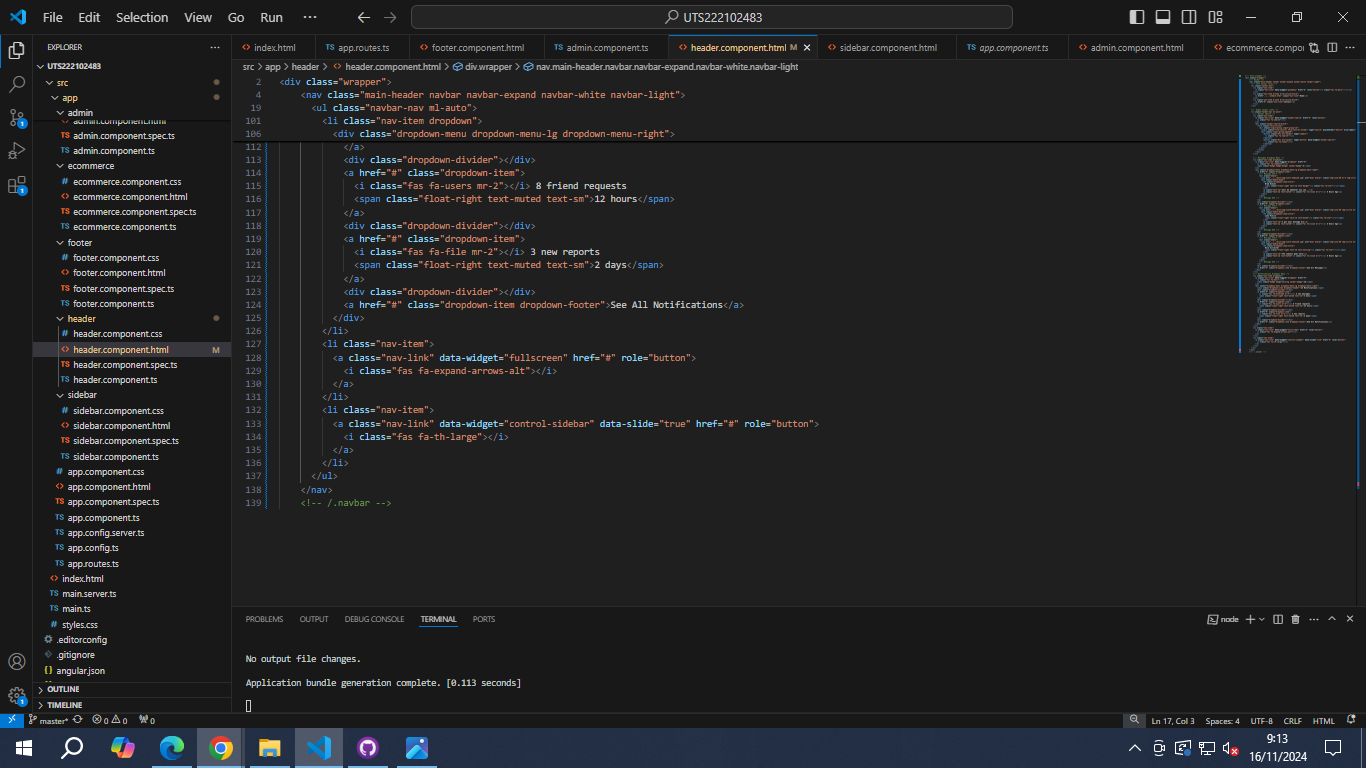 File Edit Selection View Go Run ··· UTS222102483
EXPLORER ···
UTS222102483
src
app
admin
admin.component.html
admin.component.spec.ts
admin.component.ts
ecommerce
ecommerce.component.css
ecommerce.component.html
ecommerce.component.spec.ts
ecommerce.component.ts
footer
footer.component.css
footer.component.html
footer.component.spec.ts
footer.component.ts
header
header.component.css
header.component.html M
header.component.spec.ts
header.component.ts
sidebar
sidebar.component.css
sidebar.component.html
sidebar.component.spec.ts
sidebar.component.ts
app.component.css
app.component.html
app.component.spec.ts
app.component.ts
app.config.server.ts
app.config.ts
app.routes.ts
index.html
main.server.ts
main.ts
styles.css
.editorconfig
.gitignore
angular.json
OUTLINE
TIMELINE
index.html app.routes.ts footer.component.html admin.component.ts header.component.html M sidebar.component.html app.component.ts admin.component.html ecommerce.compo
src > app > header > header.component.html > div.wrapper > nav.main-header.navbar.navbar-expand.navbar-white.navbar-light
2 <div class="wrapper">
4 <nav class="main-header navbar navbar-expand navbar-white navbar-light">
19 <ul class="navbar-nav ml-auto">
101 <li class="nav-item dropdown">
106 <div class="dropdown-menu dropdown-menu-lg dropdown-menu-right">
112 </a>
113 <div class="dropdown-divider"></div>
114 <a href="#" class="dropdown-item">
115 <i class="fas fa-users mr-2"></i> 8 friend requests
116 <span class="float-right text-muted text-sm">12 hours</span>
117 </a>
118 <div class="dropdown-divider"></div>
119 <a href="#" class="dropdown-item">
120 <i class="fas fa-file mr-2"></i> 3 new reports
121 <span class="float-right text-muted text-sm">2 days</span>
122 </a>
123 <div class="dropdown-divider"></div>
124 <a href="#" class="dropdown-item dropdown-footer">See All Notifications</a>
125 </div>
126 </li>
127 <li class="nav-item">
128 <a class="nav-link" data-widget="fullscreen" href="#" role="button">
129 <i class="fas fa-expand-arrows-alt"></i>
130 </a>
131 </li>
132 <li class="nav-item">
133 <a class="nav-link" data-widget="control-sidebar" data-slide="true" href="#" role="button">
134 <i class="fas fa-th-large"></i>
135 </a>
136 </li>
137 </ul>
138 </nav>
139 <!-- /.navbar -->
PROBLEMS OUTPUT DEBUG CONSOLE TERMINAL PORTS node
No output file changes.
Application bundle generation complete. [0.113 seconds]
master* 0 0 0 Ln 17, Col 3 Spaces: 4 UTF-8 CRLF HTML
9:13
16/11/2024